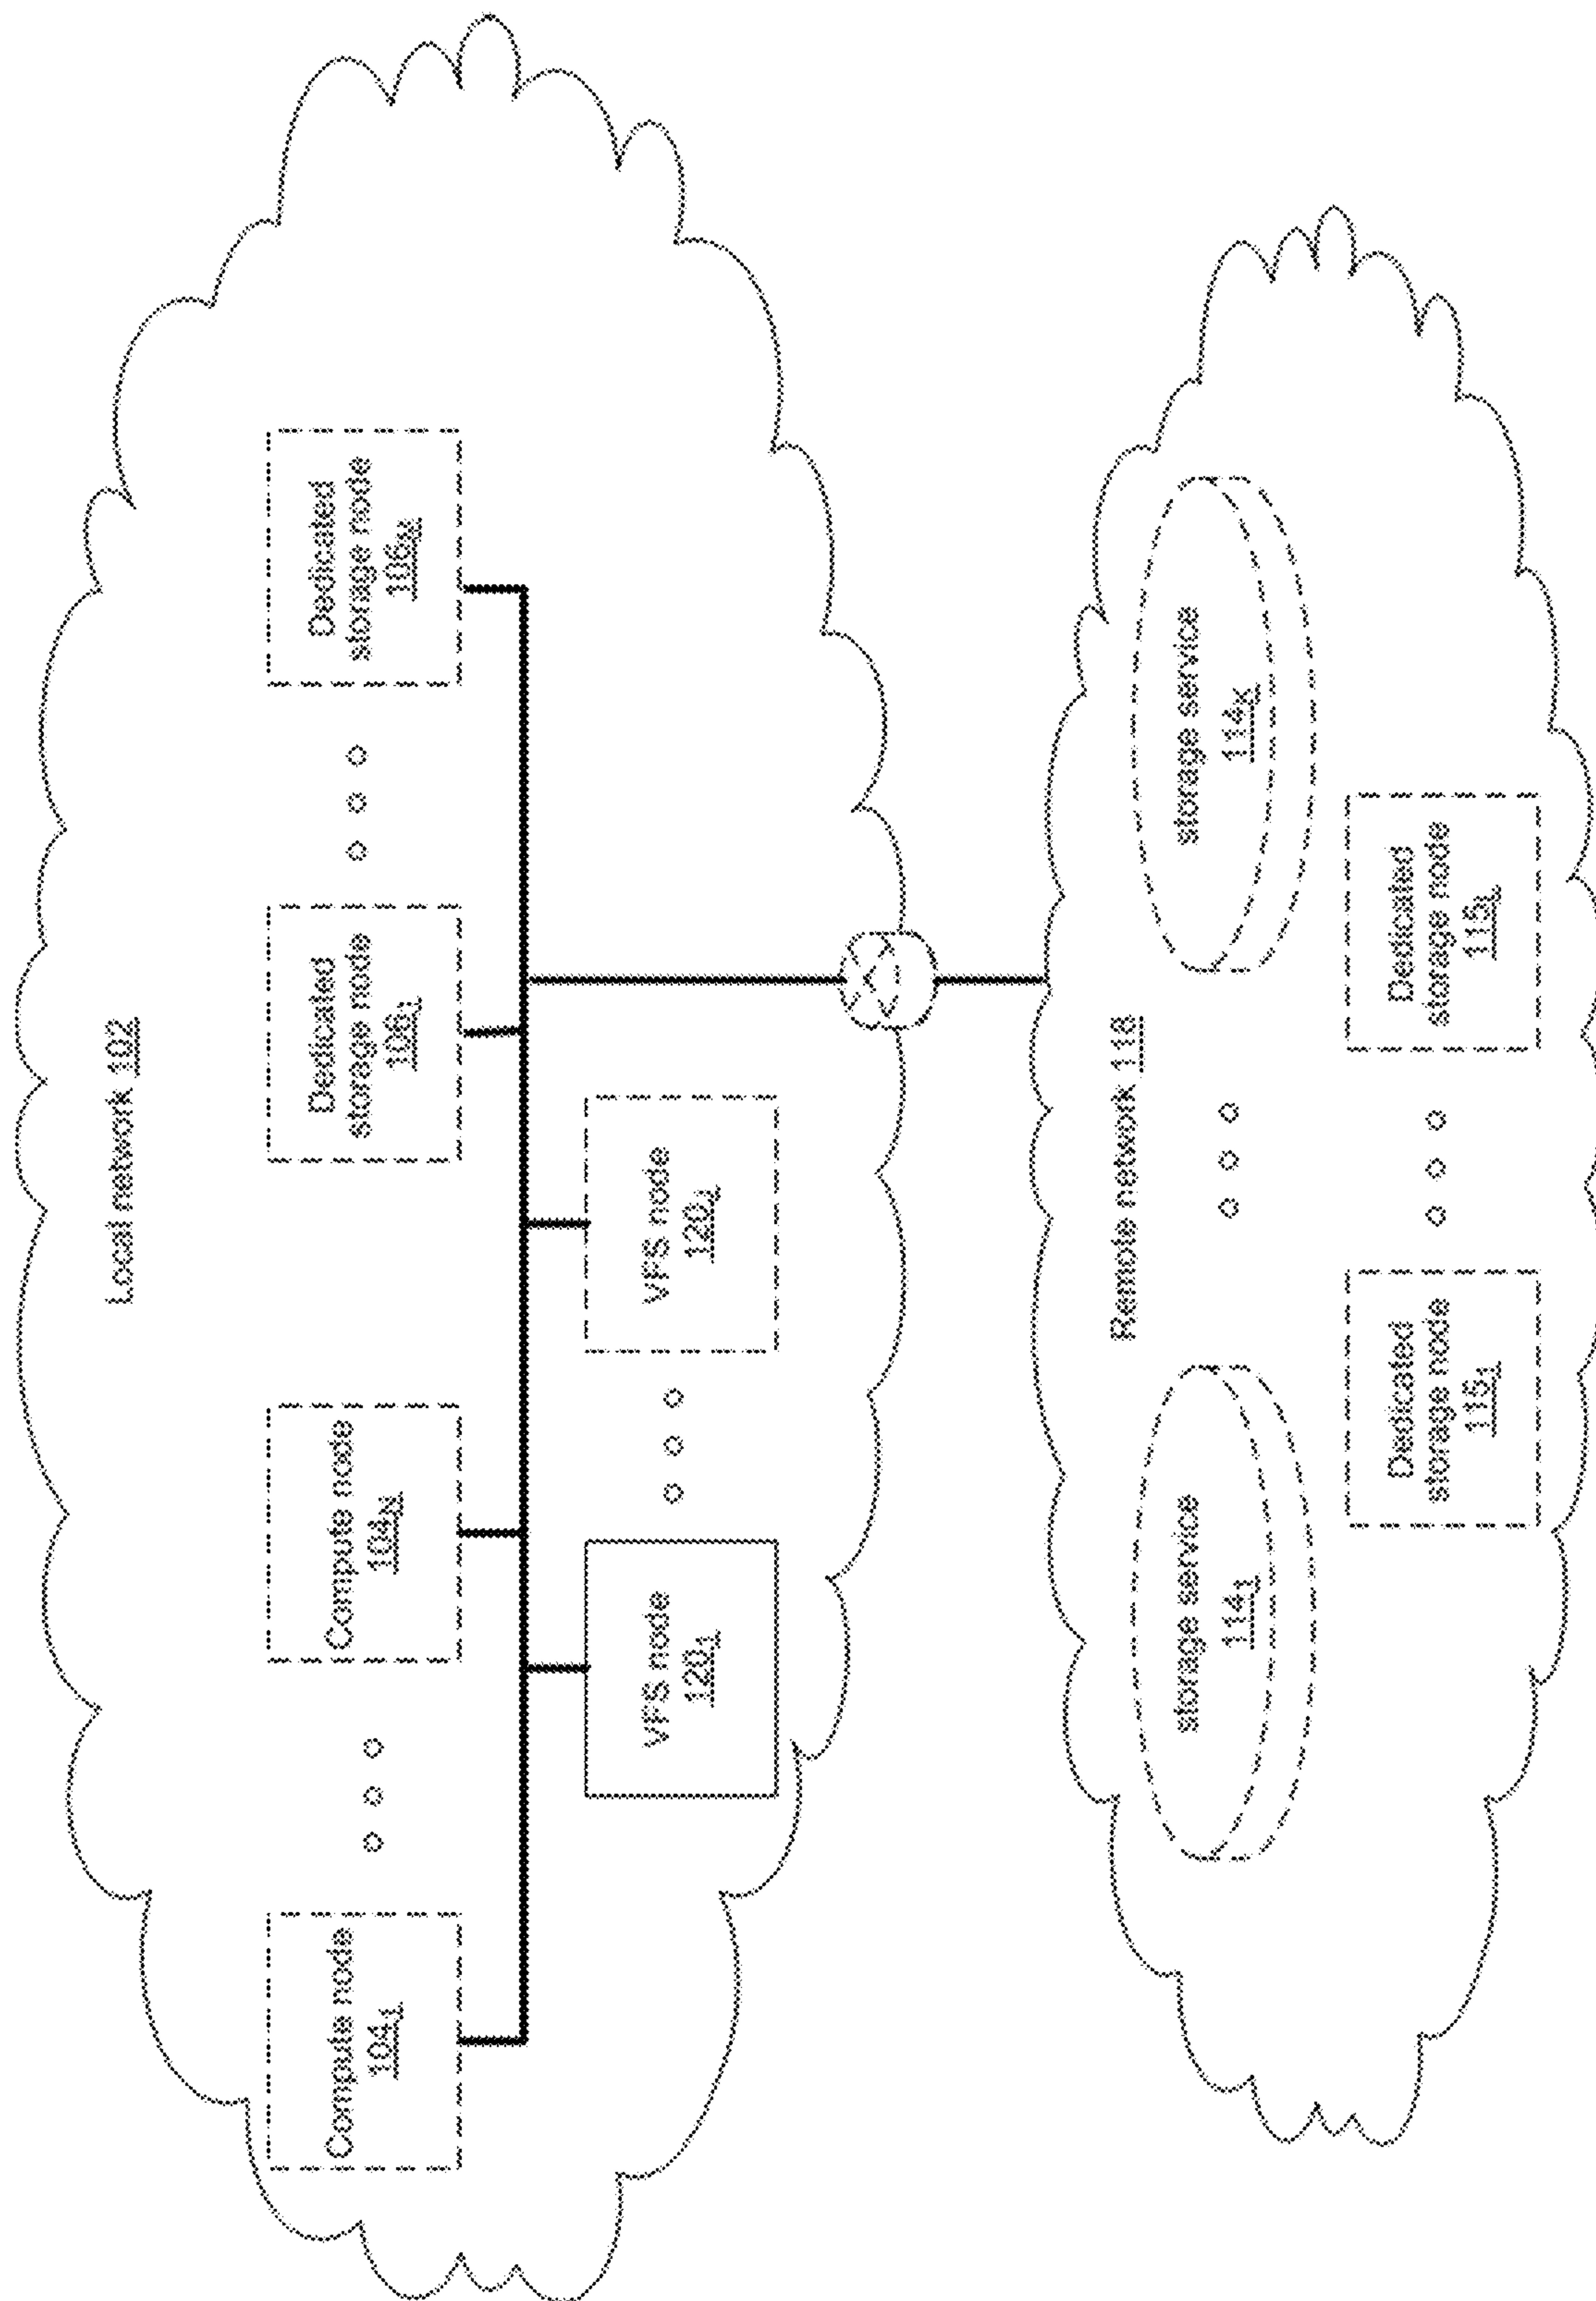 Local network 102
Compute node
104₁
Compute node
104N
Dedicated
storage node
106₁
Dedicated
storage node
106M
VFS node
120₁
VFS node
120J
Remote network 118
storage service
114₁
storage service
114K
Dedicated
storage node
115₁
Dedicated
storage node
115L